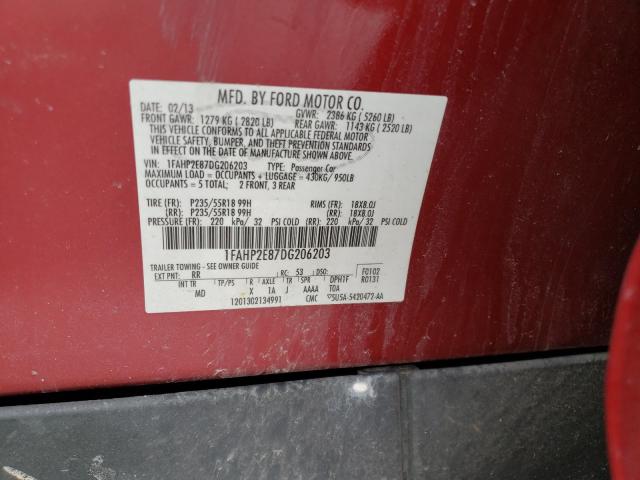 MFD. BY FORD MOTOR CO.
DATE: 02/13 GVWR: 2386 KG ( 5260 LB)
FRONT GAWR: 1279 KG ( 2820 LB) REAR GAWR: 1143 KG ( 2520 LB)
THIS VEHICLE CONFORMS TO ALL APPLICABLE FEDERAL MOTOR
VEHICLE SAFETY, BUMPER, AND THEFT PREVENTION STANDARDS
IN EFFECT ON THE DATE OF MANUFACTURE SHOWN ABOVE.
VIN: 1FAHP2E87DG206203 TYPE: Passenger Car
MAXIMUM LOAD = OCCUPANTS + LUGGAGE = 430KG/ 950LB
OCCUPANTS = 5 TOTAL; 2 FRONT, 3 REAR
TIRE (FR): P235/55R18 99H RIMS (FR): 18X8.0J
(RR): P235/55R18 99H (RR): 18X8.0J
PRESSURE (FR): 220 kPa/ 32 PSI COLD (RR): 220 kPa/ 32 PSI COLD
1FAHP2E87DG206203
TRAILER TOWING - SEE OWNER GUIDE
EXT PNT: RR RC: 53 DSO: F0102
INT TR TP/PS R AXLE TR SPR DPH1F R0131
MD X 1A J AAAA TOA
1201302134991 CMC 5U5A-5420472-AA